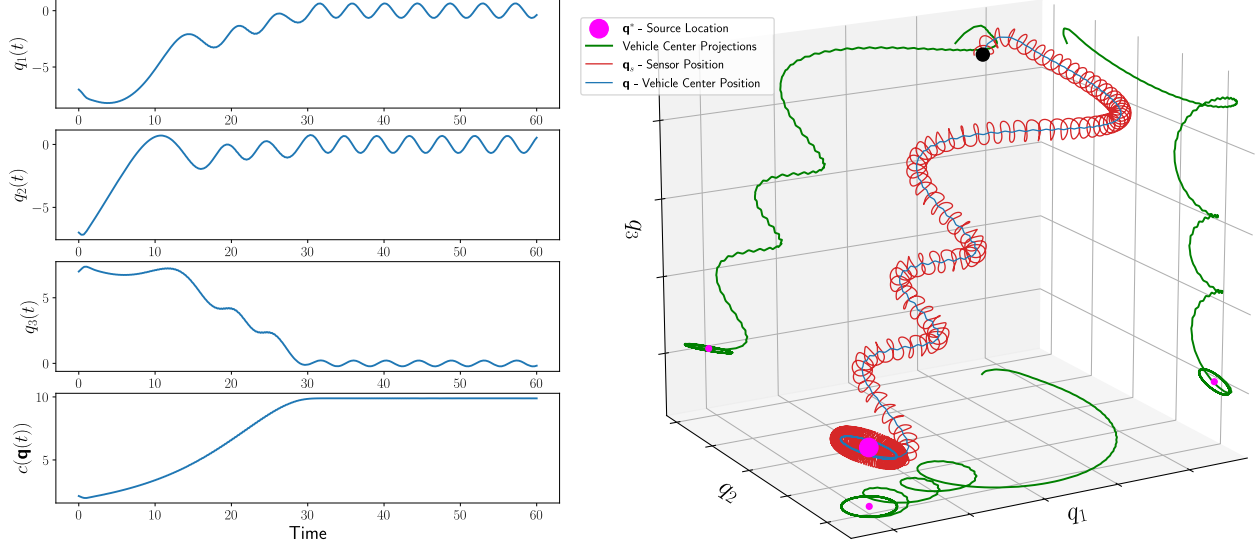 q₁(t)
0
−5
0 10 20 30 40 50 60
q₂(t)
0
−5
0 10 20 30 40 50 60
q₃(t)
5
0
0 10 20 30 40 50 60
c(q(t))
10
5
0 10 20 30 40 50 60
Time
q* - Source Location
Vehicle Center Projections
qₛ - Sensor Position
q - Vehicle Center Position
q₃
q₂
q₁